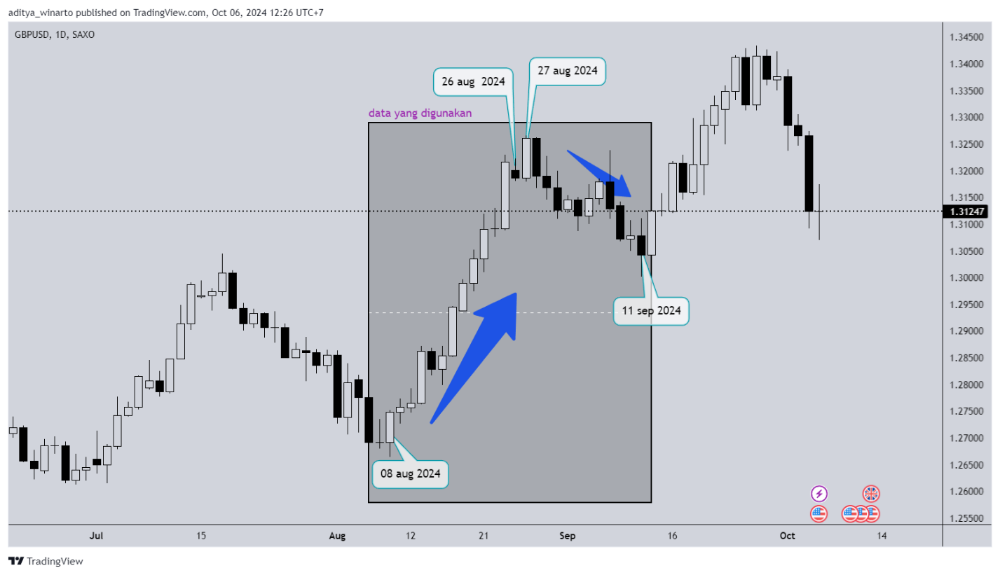 aditya_winarto published on TradingView.com, Oct 06, 2024 12:26 UTC+7
GBPUSD, 1D, SAXO
26 aug 2024
27 aug 2024
data yang digunakan
11 sep 2024
08 aug 2024
1.34500
1.34000
1.33500
1.33000
1.32500
1.32000
1.31500
1.31247
1.31000
1.30500
1.30000
1.29500
1.29000
1.28500
1.28000
1.27500
1.27000
1.26500
1.26000
1.25500
Jul 15 Aug 12 21 Sep 16 Oct 14
TradingView